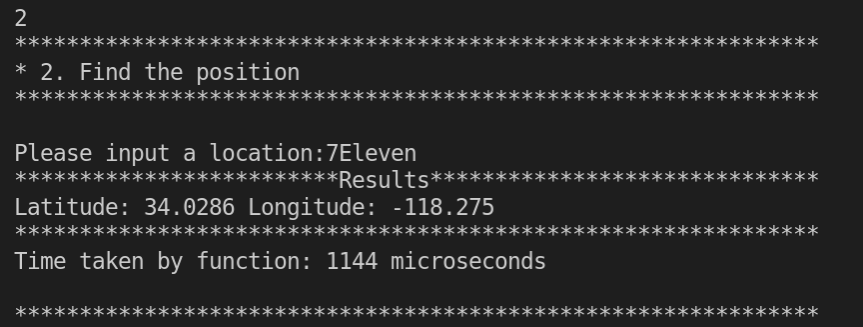 2
**************************************************************
* 2. Find the position
**************************************************************
Please input a location:7Eleven
*************************Results******************************
Latitude: 34.0286 Longitude: -118.275
**************************************************************
Time taken by function: 1144 microseconds
**************************************************************